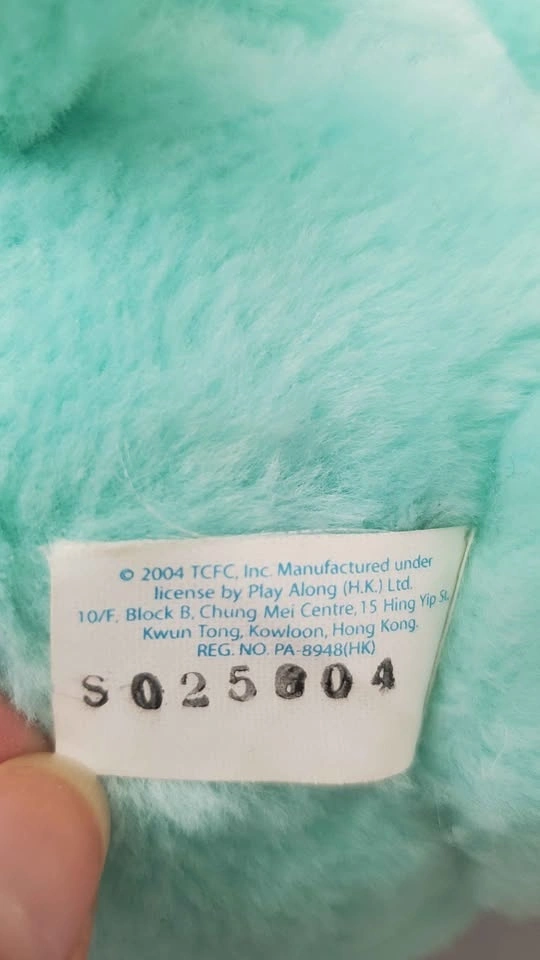 © 2004 TCFC, Inc. Manufactured under
license by Play Along (H.K.) Ltd.
10/F, Block B, Chung Mei Centre, 15 Hing Yip St,
Kwun Tong, Kowloon, Hong Kong.
REG. NO. PA-8948(HK)